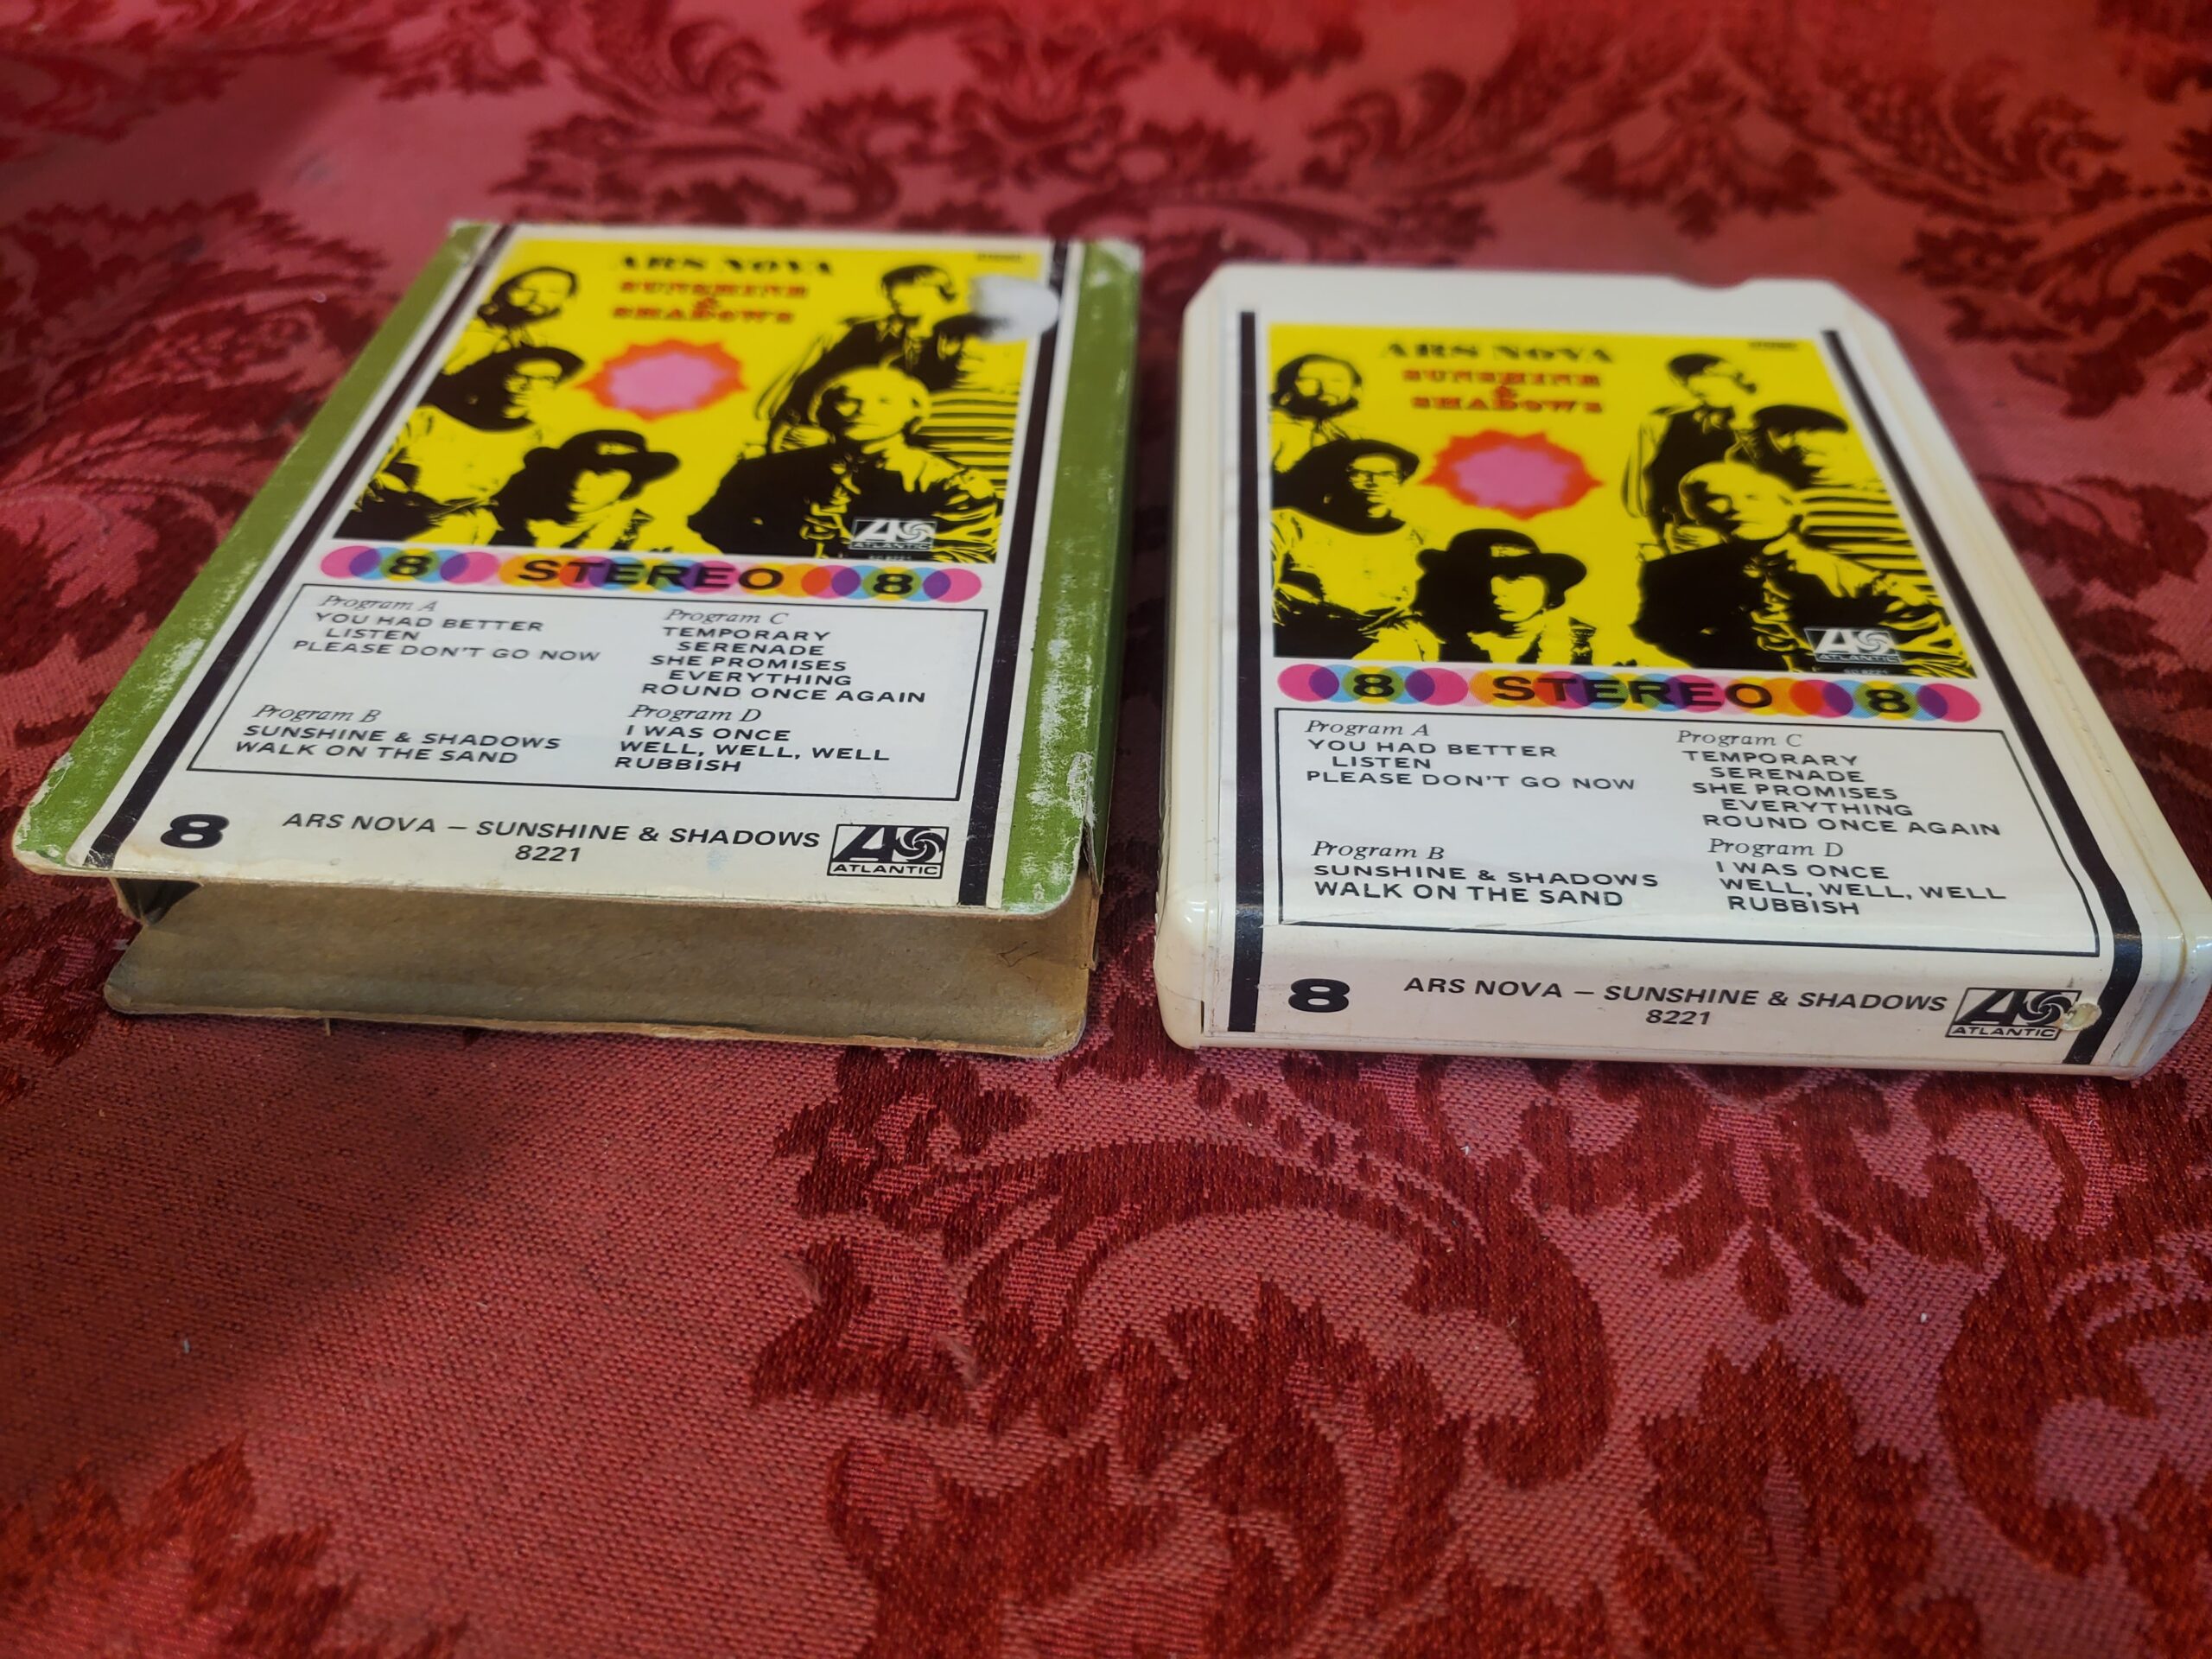 ARS NOVA
SUNSHINE
&
SHADOWS
ATLANTIC
8 STEREO 8
Program A
YOU HAD BETTER
LISTEN
PLEASE DON'T GO NOW
Program B
SUNSHINE & SHADOWS
WALK ON THE SAND
Program C
TEMPORARY
SERENADE
SHE PROMISES
EVERYTHING
ROUND ONCE AGAIN
Program D
I WAS ONCE
WELL, WELL, WELL
RUBBISH
8 ARS NOVA – SUNSHINE & SHADOWS
8221
ATLANTIC
ARS NOVA
SUNSHINE
&
SHADOWS
ATLANTIC
8 STEREO 8
Program A
YOU HAD BETTER
LISTEN
PLEASE DON'T GO NOW
Program B
SUNSHINE & SHADOWS
WALK ON THE SAND
Program C
TEMPORARY
SERENADE
SHE PROMISES
EVERYTHING
ROUND ONCE AGAIN
Program D
I WAS ONCE
WELL, WELL, WELL
RUBBISH
8 ARS NOVA – SUNSHINE & SHADOWS
8221
ATLANTIC